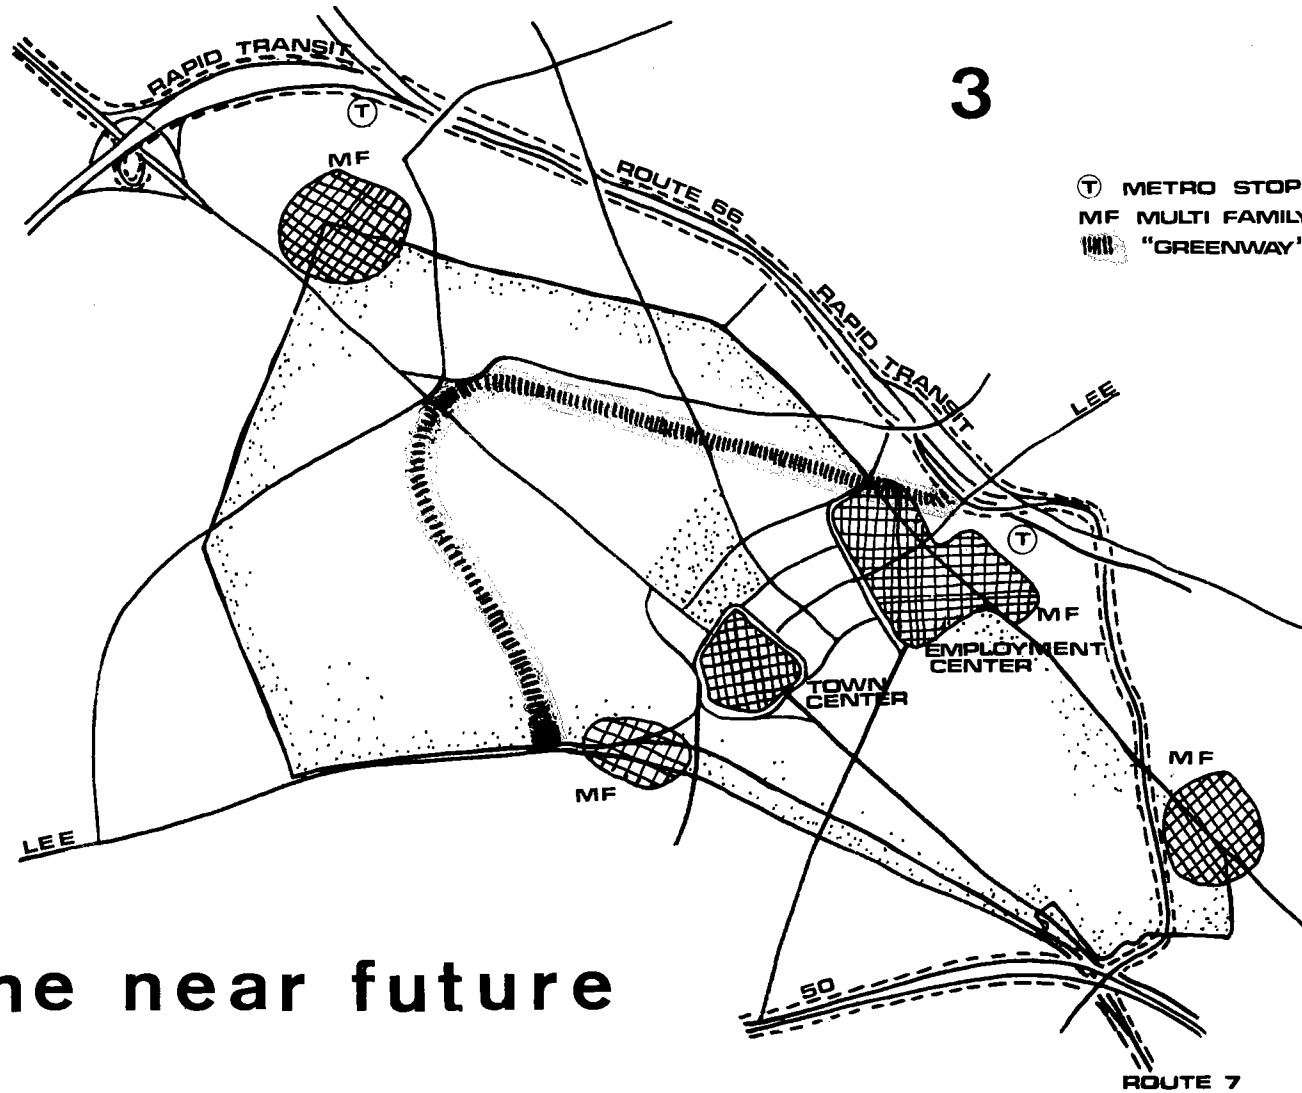 3
RAPID TRANSIT
T
MF
ROUTE 66
T METRO STOP
MF MULTI FAMILY
"GREENWAY"
RAPID TRANSIT
LEE
T
MF
EMPLOYMENT
CENTER
TOWN
CENTER
MF
MF
LEE
he near future
50
ROUTE 7